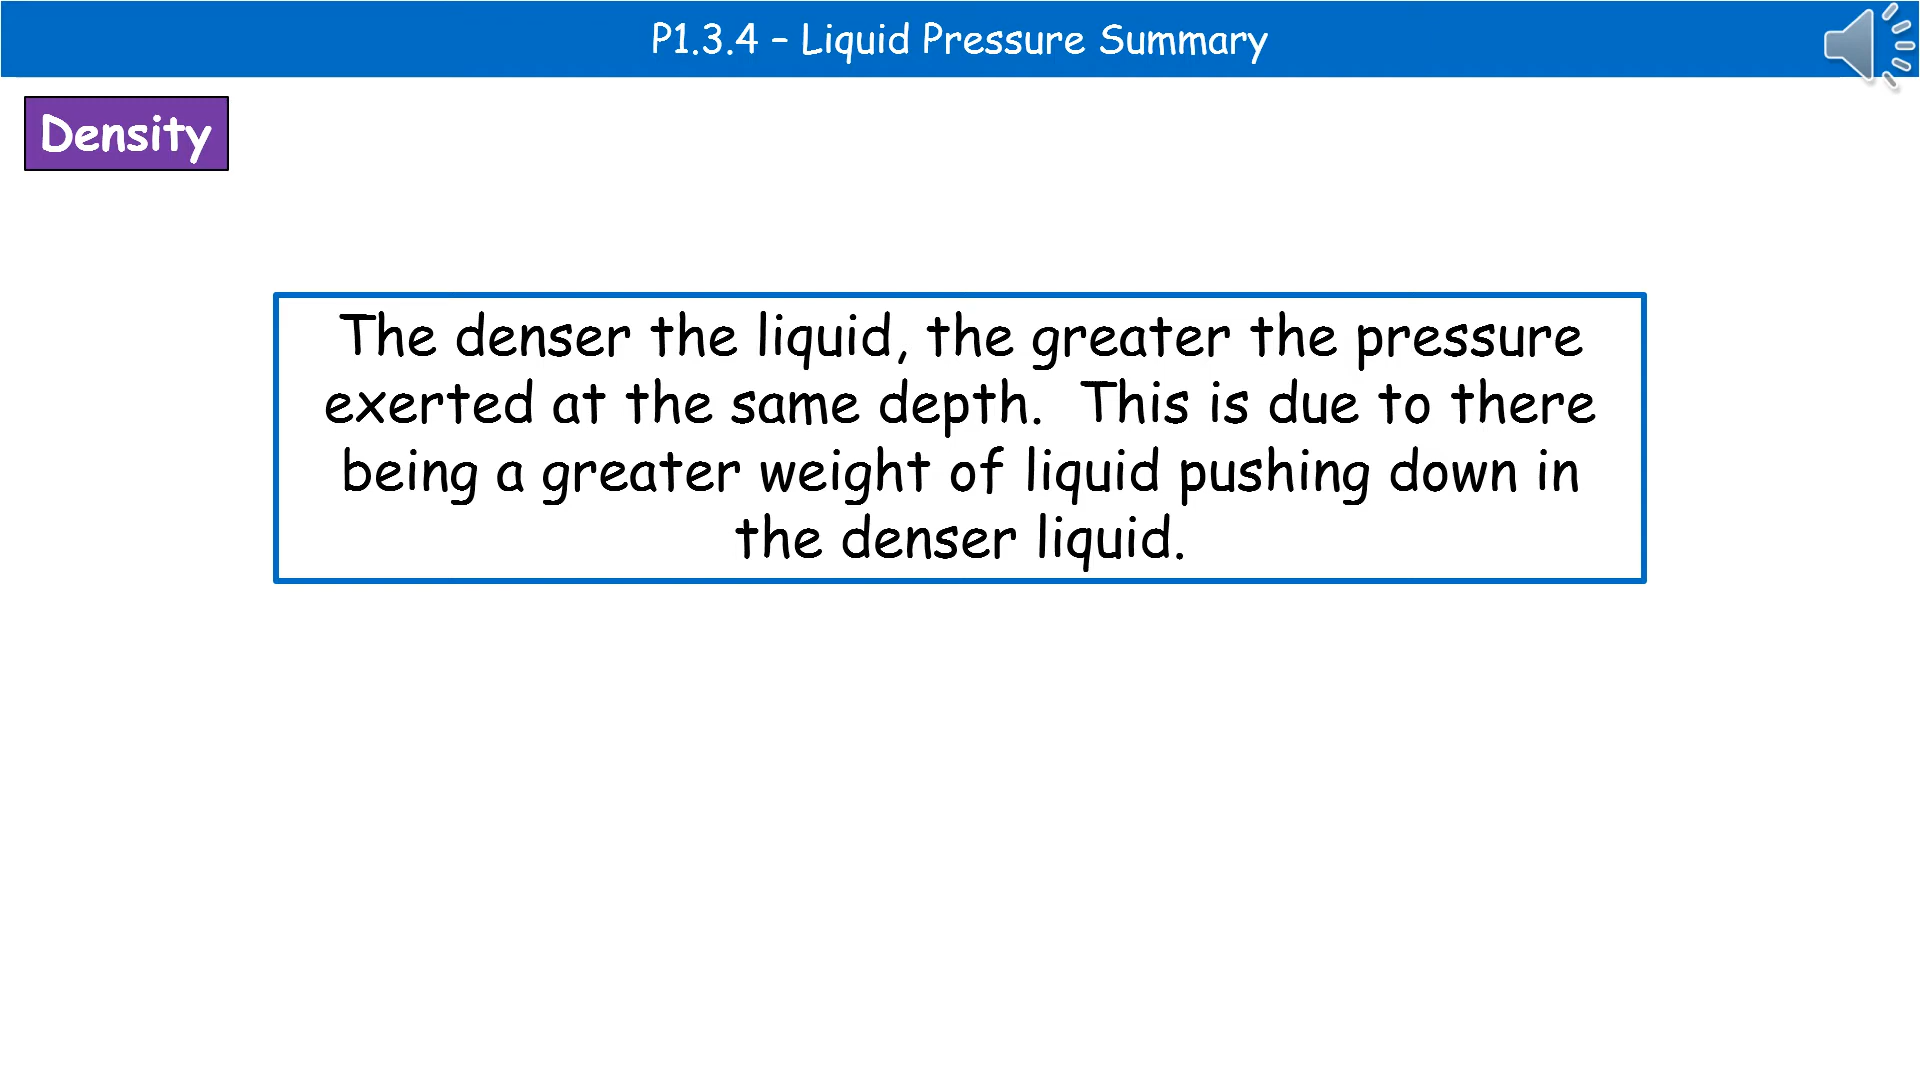 P1.3.4 – Liquid Pressure Summary
Density
The denser the liquid, the greater the pressure
exerted at the same depth.  This is due to there
being a greater weight of liquid pushing down in
the denser liquid.